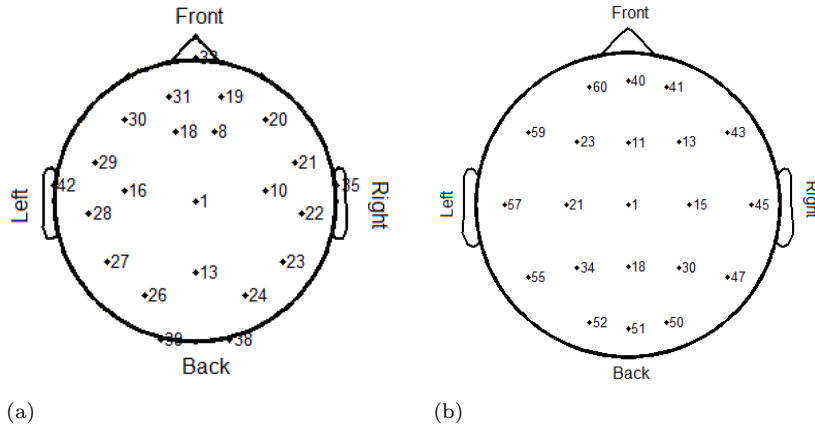 Front
33
31 19
30 20
18 8
29 21
42 35
16 10
Left
1
Right
28 22
27 23
13
26 24
39 38
Back
(a)
Front
60 40 41
59 43
23 11 13
Left
57 21 1 15 45
Right
34 18 30
55 47
52 51 50
Back
(b)